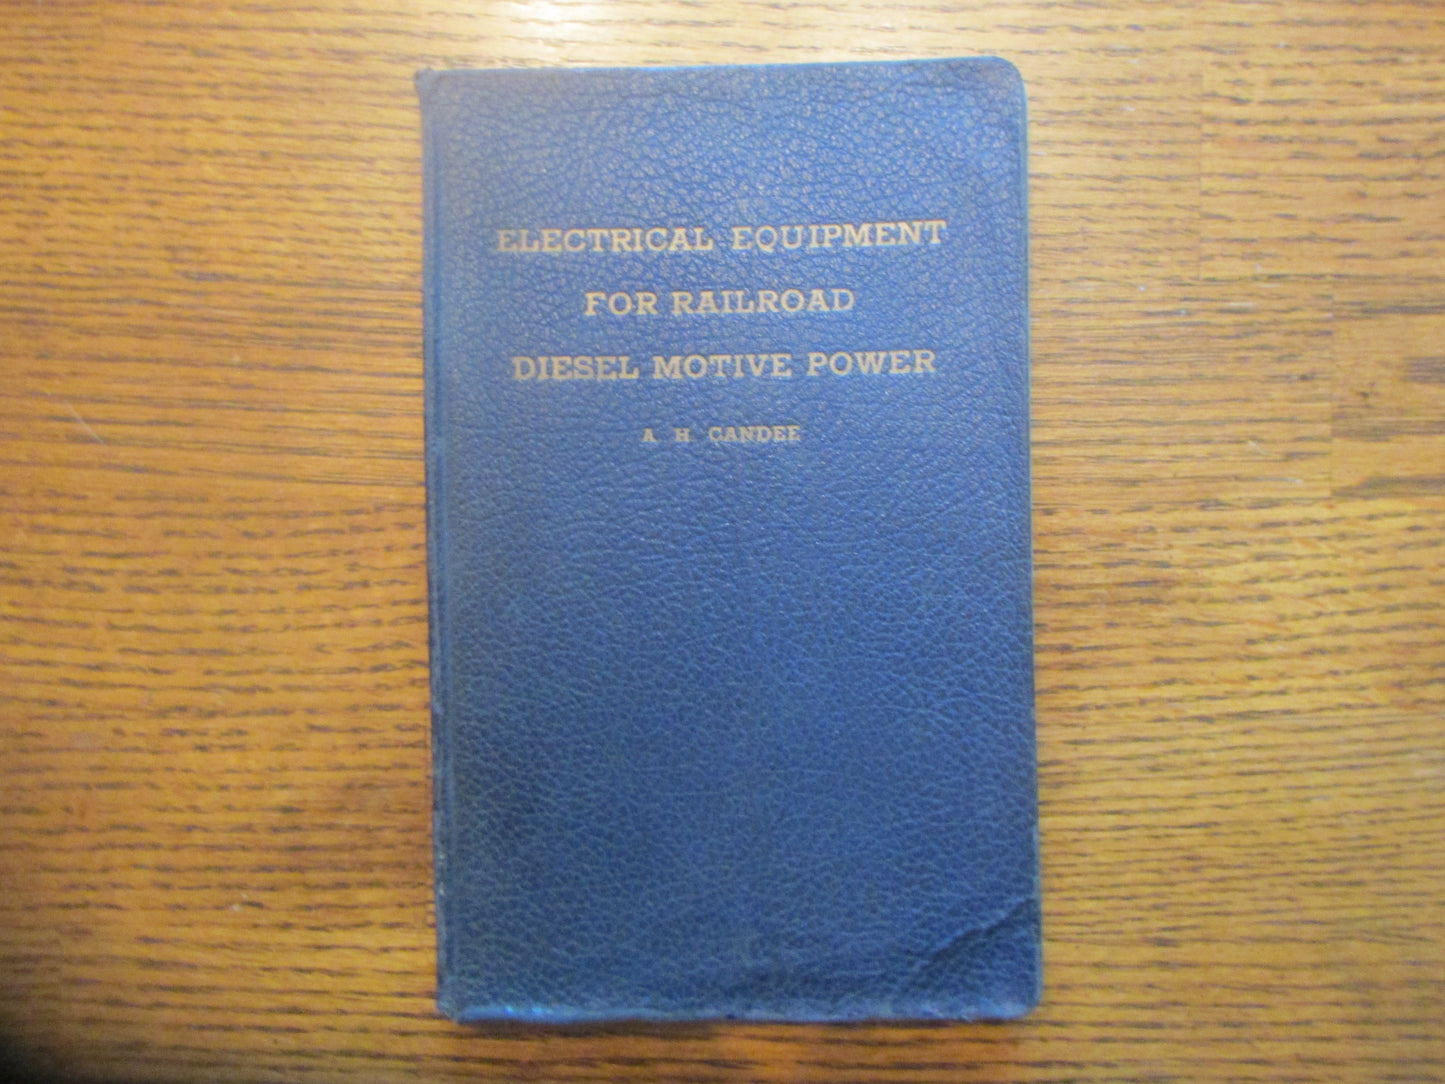 ELECTRICAL EQUIPMENT
FOR RAILROAD
DIESEL MOTIVE POWER
A. H. CANDEE